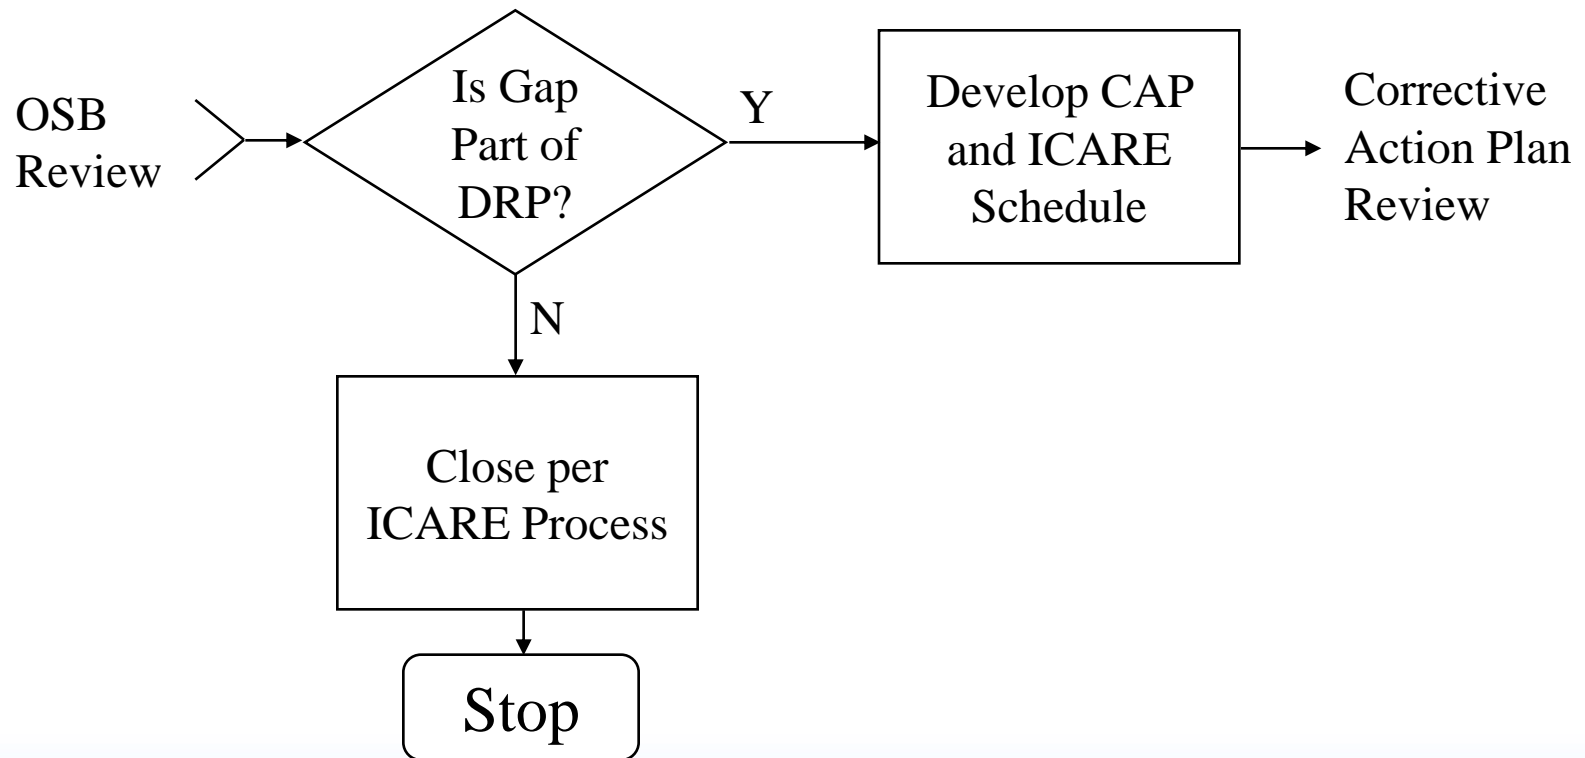 OSB
Review
Is Gap
Part of
DRP?
Y
Develop CAP
and ICARE
Schedule
Corrective
Action Plan
Review
N
Close per
ICARE Process
Stop